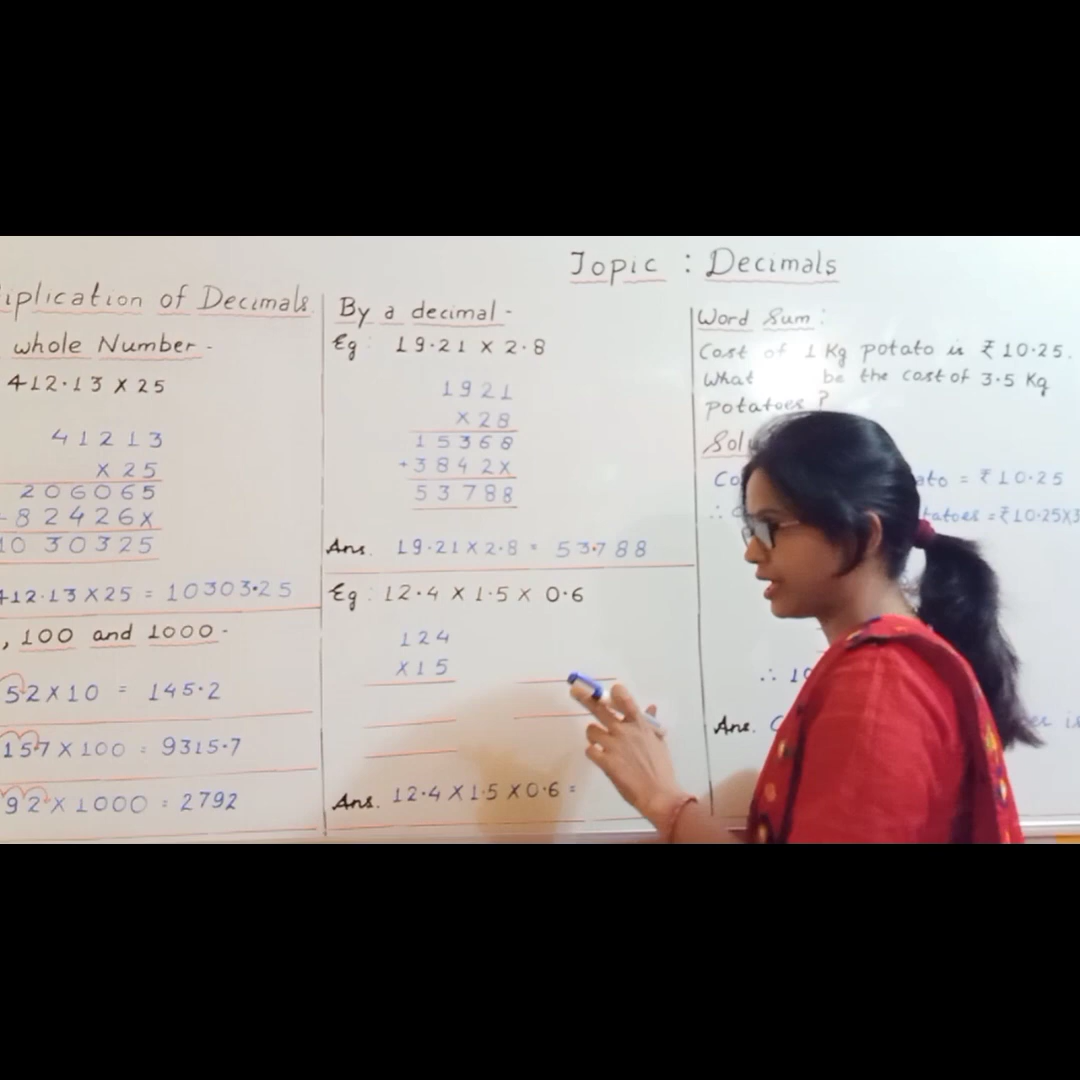 Topic : Decimals
iplication of Decimals
whole Number -
412·13 X 25
41213
X 25
206065
82426X
10 30325
412·13 X 25 = 10303·25
, 100 and 1000 -
52 X 10 = 145·2
157 X 100 = 9315·7
92 X 1000 = 2792
By a decimal -
Eg : 19·21 X 2·8
1921
X 28
15368
+3842X
53788
Ans. 19·21 X 2·8 = 53·788
Eg : 12·4 X 1·5 X 0·6
124
X15
Ans. 12·4 X 1·5 X 0·6 =
Word Sum :
Cost of 1 Kg potato is ₹10·25.
What be the cost of 3·5 Kg
potatoes ?
Solu
Co ato = ₹10·25
∴ tatoes = ₹10·25X3
∴ 10
Ans.